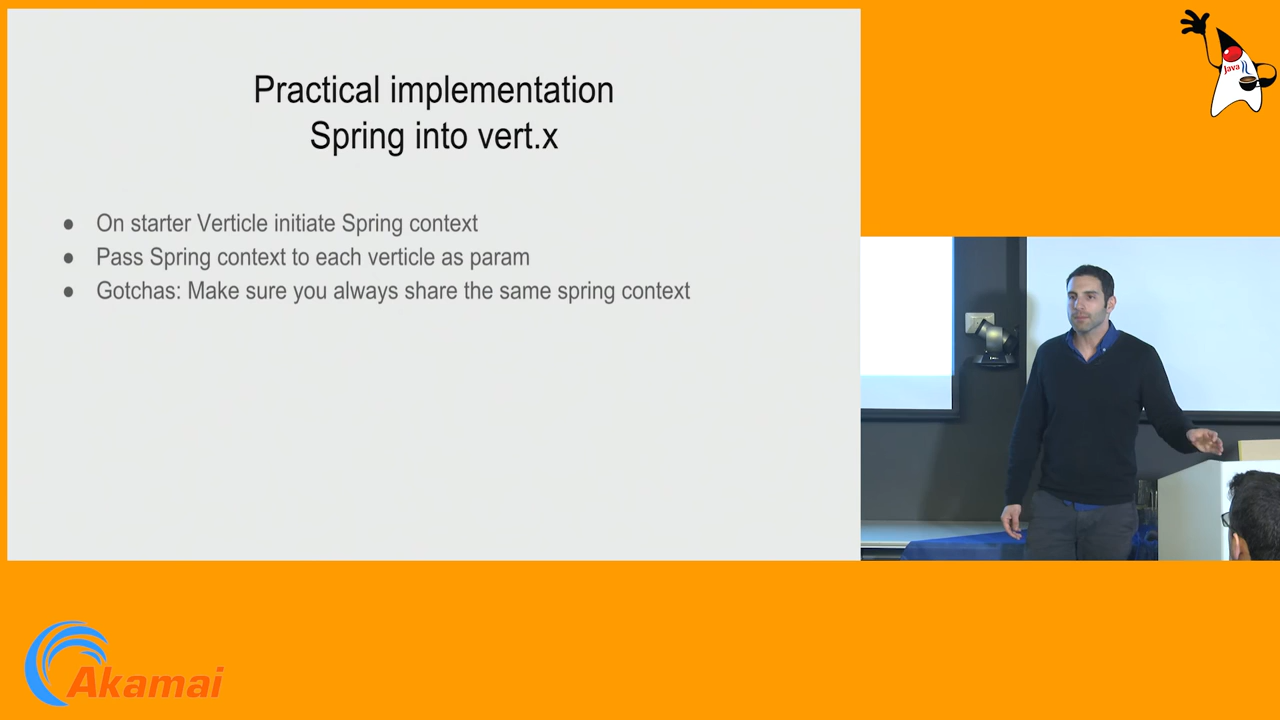 Practical implementation
Spring into vert.x
● On starter Verticle initiate Spring context
● Pass Spring context to each verticle as param
● Gotchas: Make sure you always share the same spring context
Java
Akamai